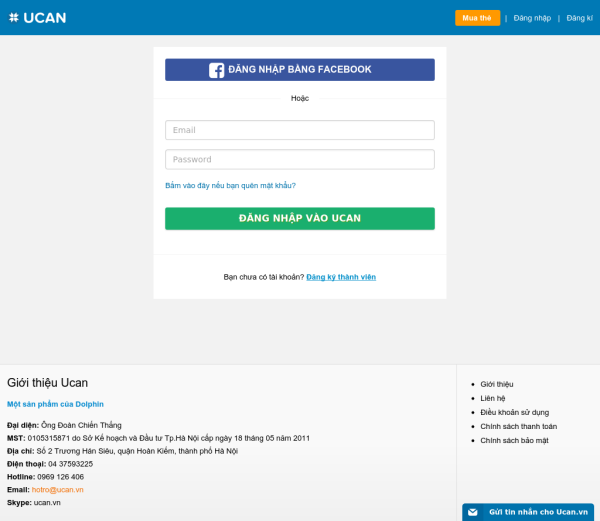 UCAN
Mua thẻ | Đăng nhập | Đăng kí
ĐĂNG NHẬP BẰNG FACEBOOK
Hoặc
Email
Password
Bấm vào đây nếu bạn quên mật khẩu?
ĐĂNG NHẬP VÀO UCAN
Bạn chưa có tài khoản? Đăng ký thành viên
Giới thiệu Ucan
Một sản phẩm của Dolphin
Đại diện: Ông Đoàn Chiến Thắng
MST: 0105315871 do Sở Kế hoạch và Đầu tư Tp.Hà Nội cấp ngày 18 tháng 05 năm 2011
Địa chỉ: Số 2 Trương Hán Siêu, quận Hoàn Kiếm, thành phố Hà Nội
Điện thoại: 04 37593225
Hotline: 0969 126 406
Email: hotro@ucan.vn
Skype: ucan.vn
Giới thiệu
Liên hệ
Điều khoản sử dụng
Chính sách thanh toán
Chính sách bảo mật
Gửi tin nhắn cho Ucan.vn